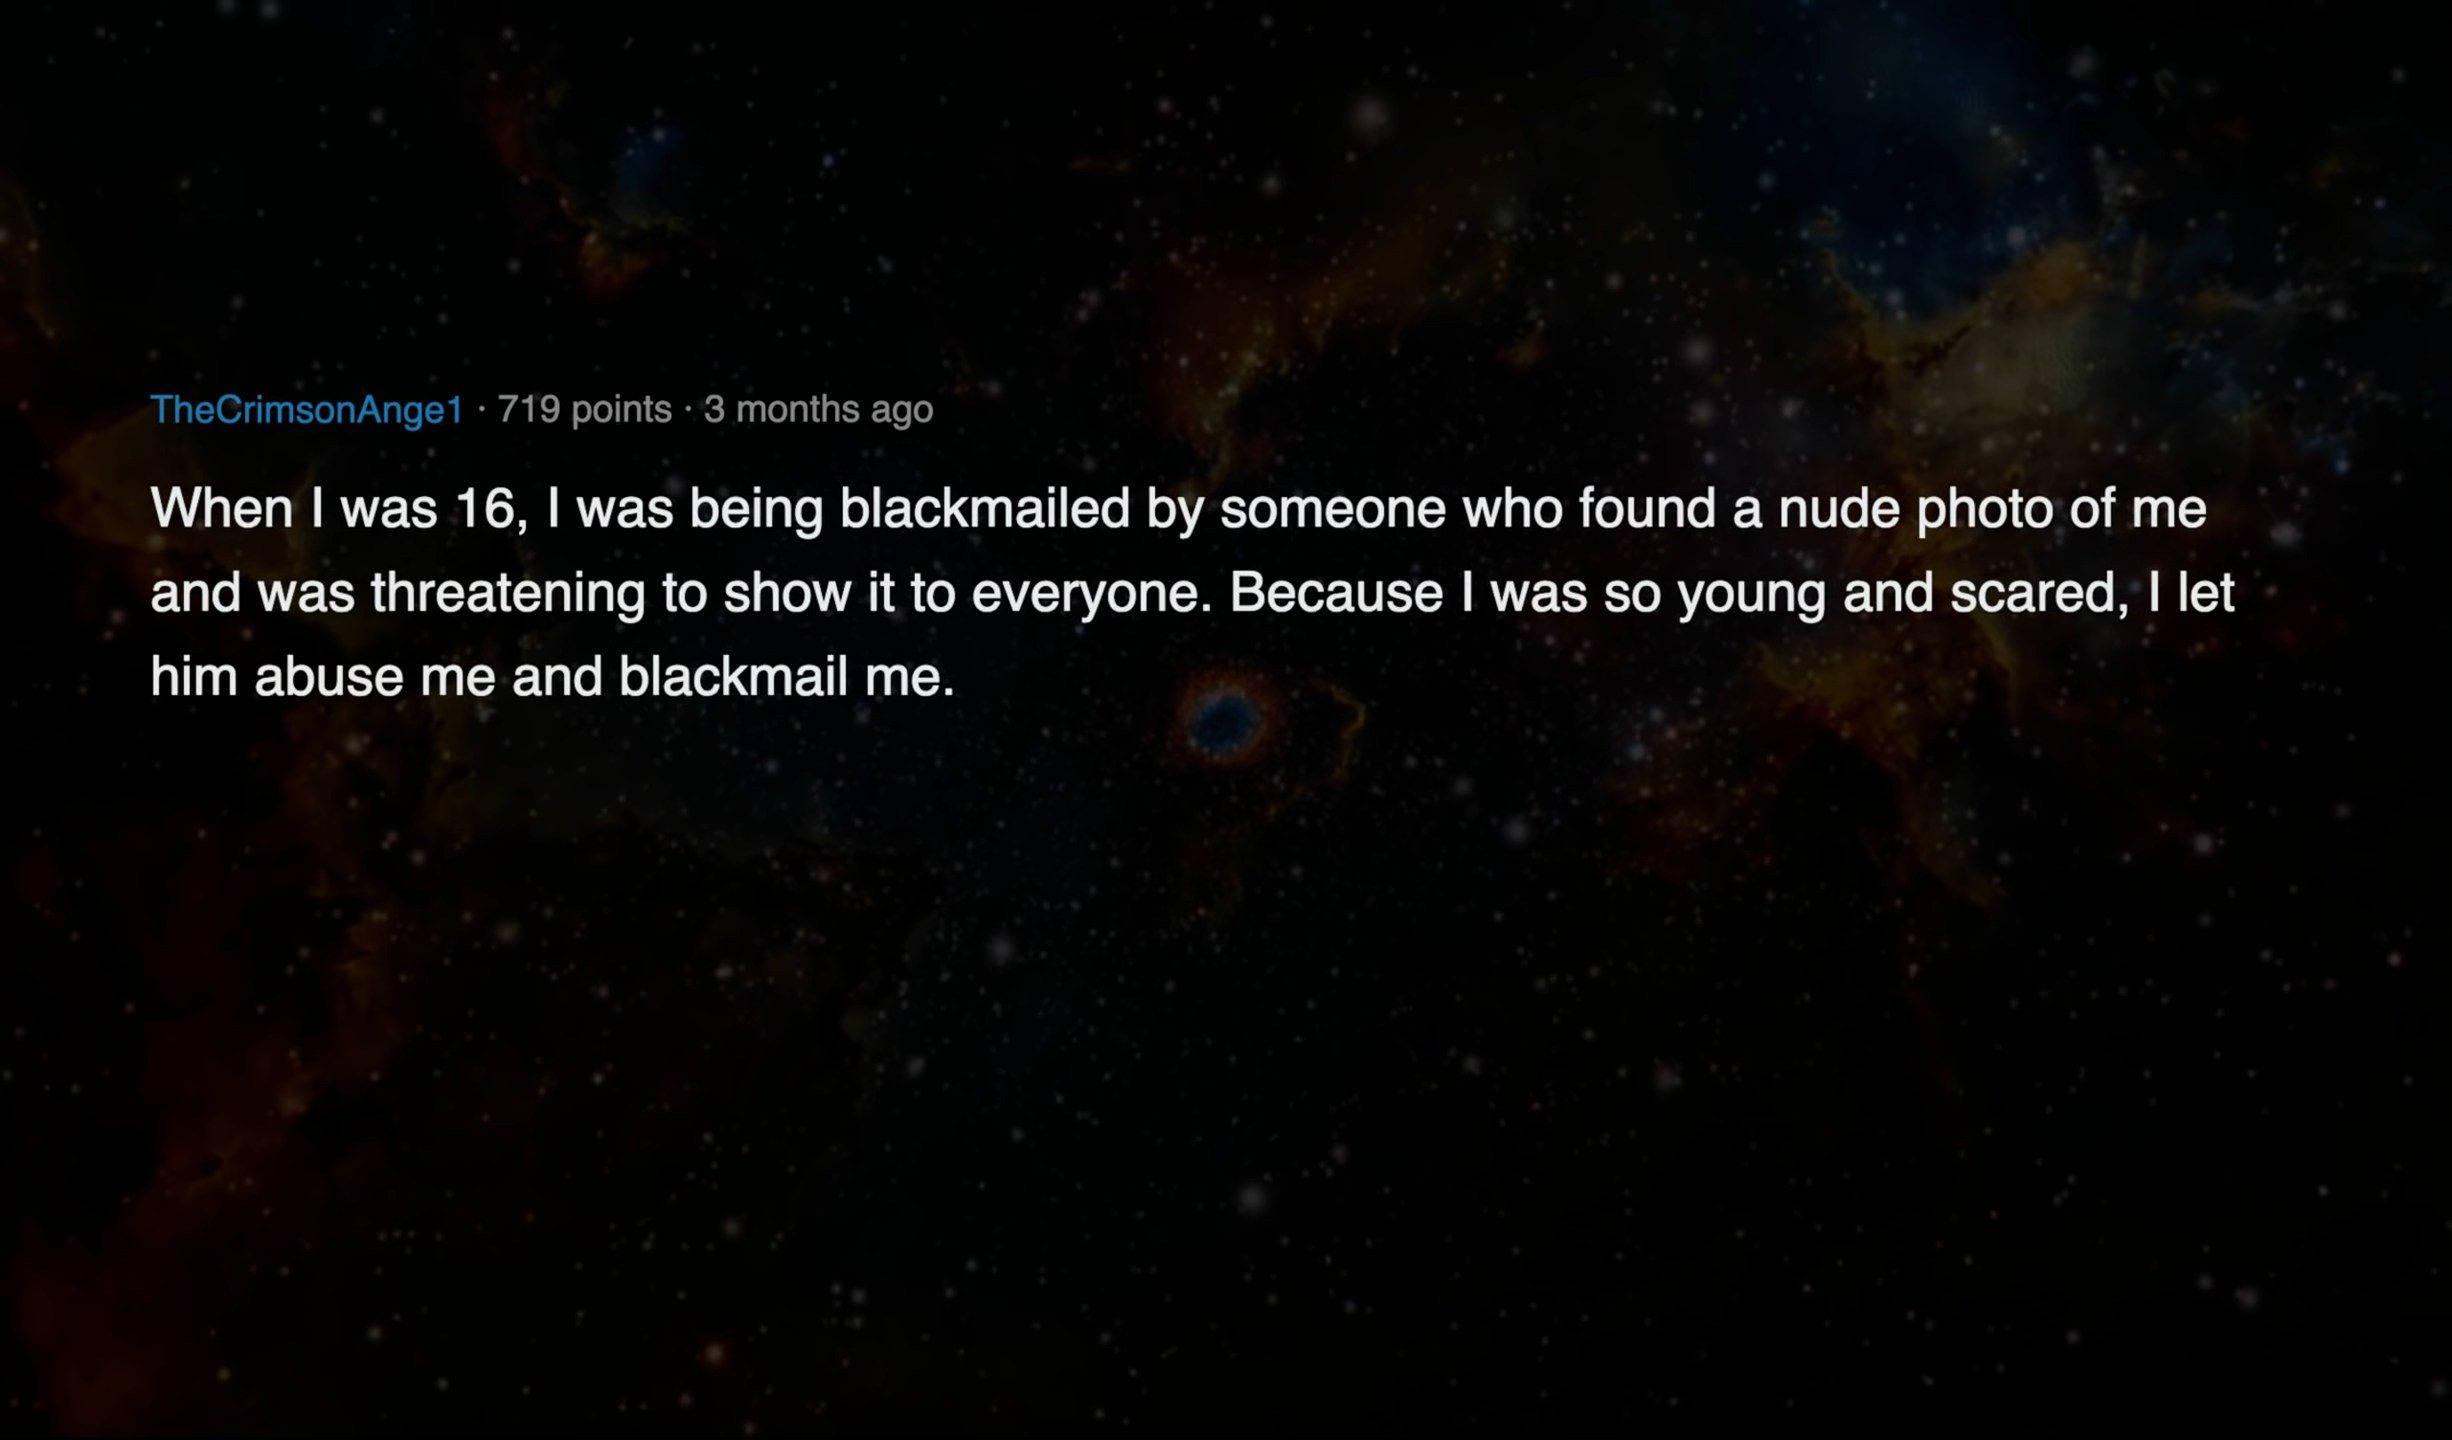 TheCrimsonAnge1 · 719 points · 3 months ago
When I was 16, I was being blackmailed by someone who found a nude photo of me
and was threatening to show it to everyone. Because I was so young and scared, I let
him abuse me and blackmail me.